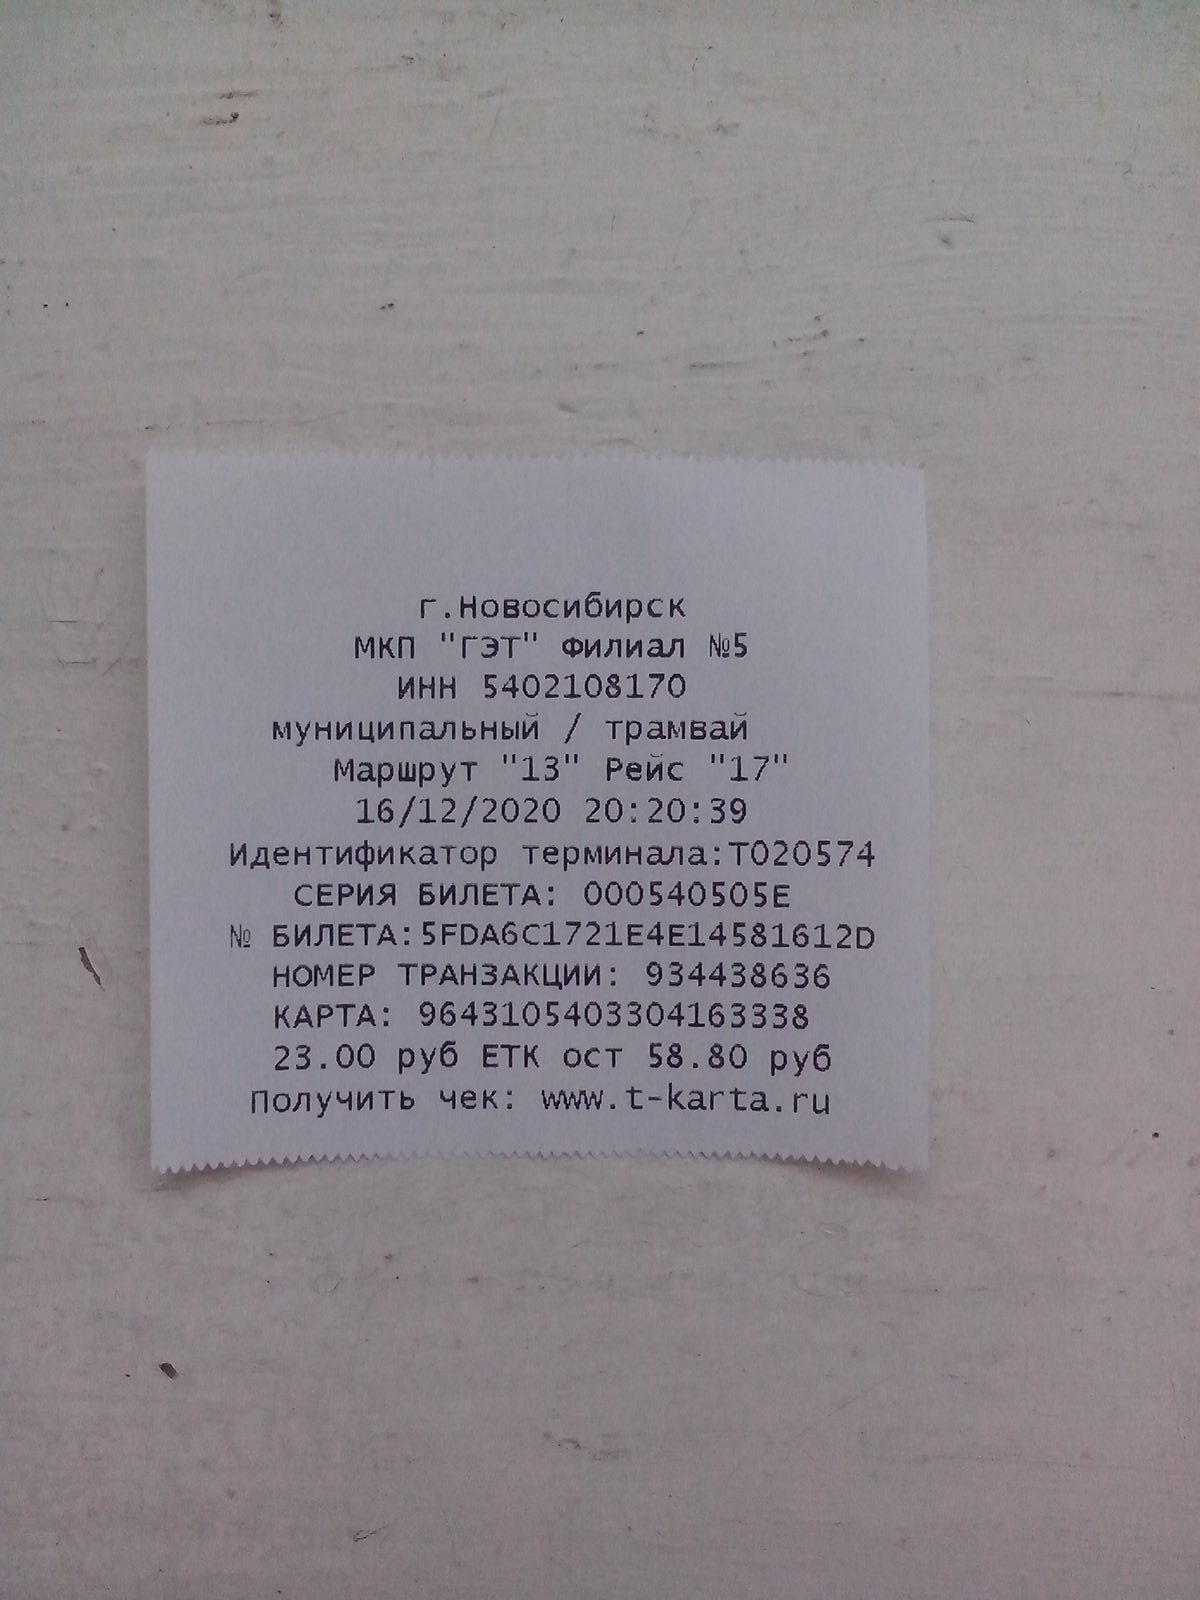 г.Новосибирск
МКП "ГЭТ" Филиал №5
ИНН 5402108170
муниципальный / трамвай
Маршрут "13" Рейс "17"
16/12/2020 20:20:39
Идентификатор терминала:T020574
СЕРИЯ БИЛЕТА: 000540505E
№ БИЛЕТА:5FDA6C1721E4E14581612D
НОМЕР ТРАНЗАКЦИИ: 934438636
КАРТА: 9643105403304163338
23.00 руб ЕТК ост 58.80 руб
Получить чек: www.t-karta.ru